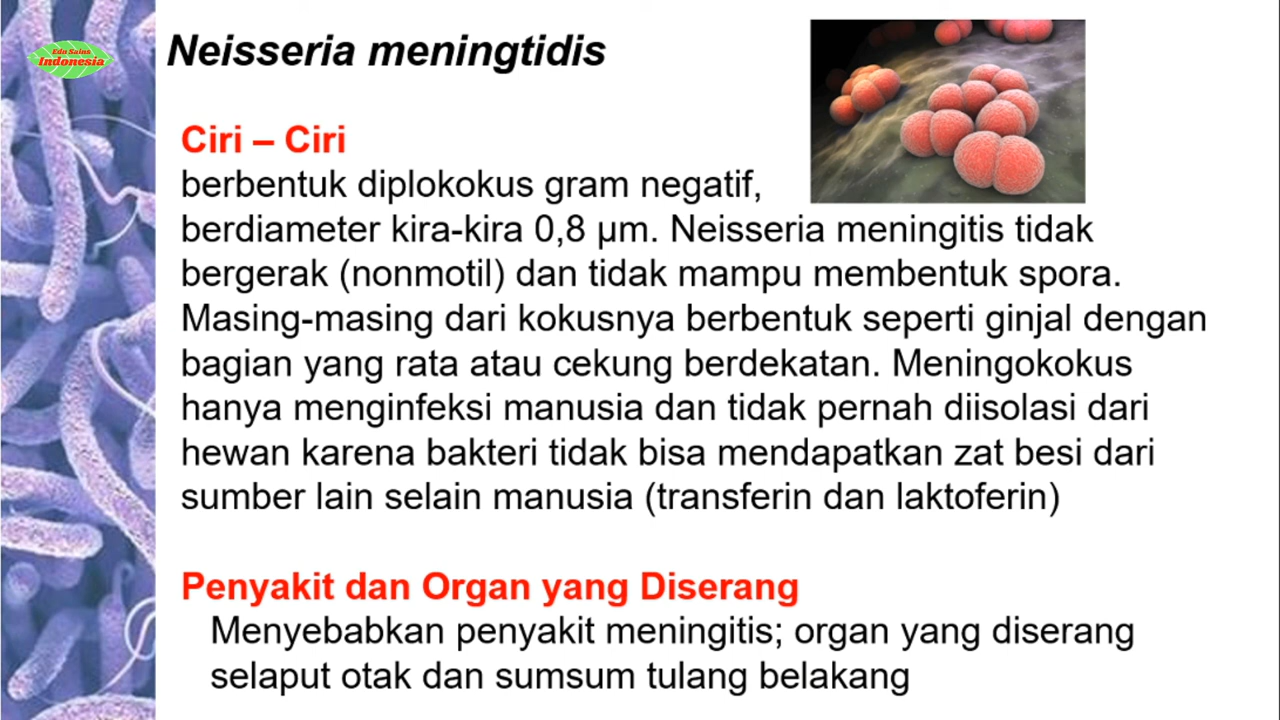 Edu Sains
Indonesia
Neisseria meningtidis
Ciri – Ciri
berbentuk diplokokus gram negatif,
berdiameter kira-kira 0,8 µm. Neisseria meningitis tidak
bergerak (nonmotil) dan tidak mampu membentuk spora.
Masing-masing dari kokusnya berbentuk seperti ginjal dengan
bagian yang rata atau cekung berdekatan. Meningokokus
hanya menginfeksi manusia dan tidak pernah diisolasi dari
hewan karena bakteri tidak bisa mendapatkan zat besi dari
sumber lain selain manusia (transferin dan laktoferin)
Penyakit dan Organ yang Diserang
Menyebabkan penyakit meningitis; organ yang diserang
selaput otak dan sumsum tulang belakang